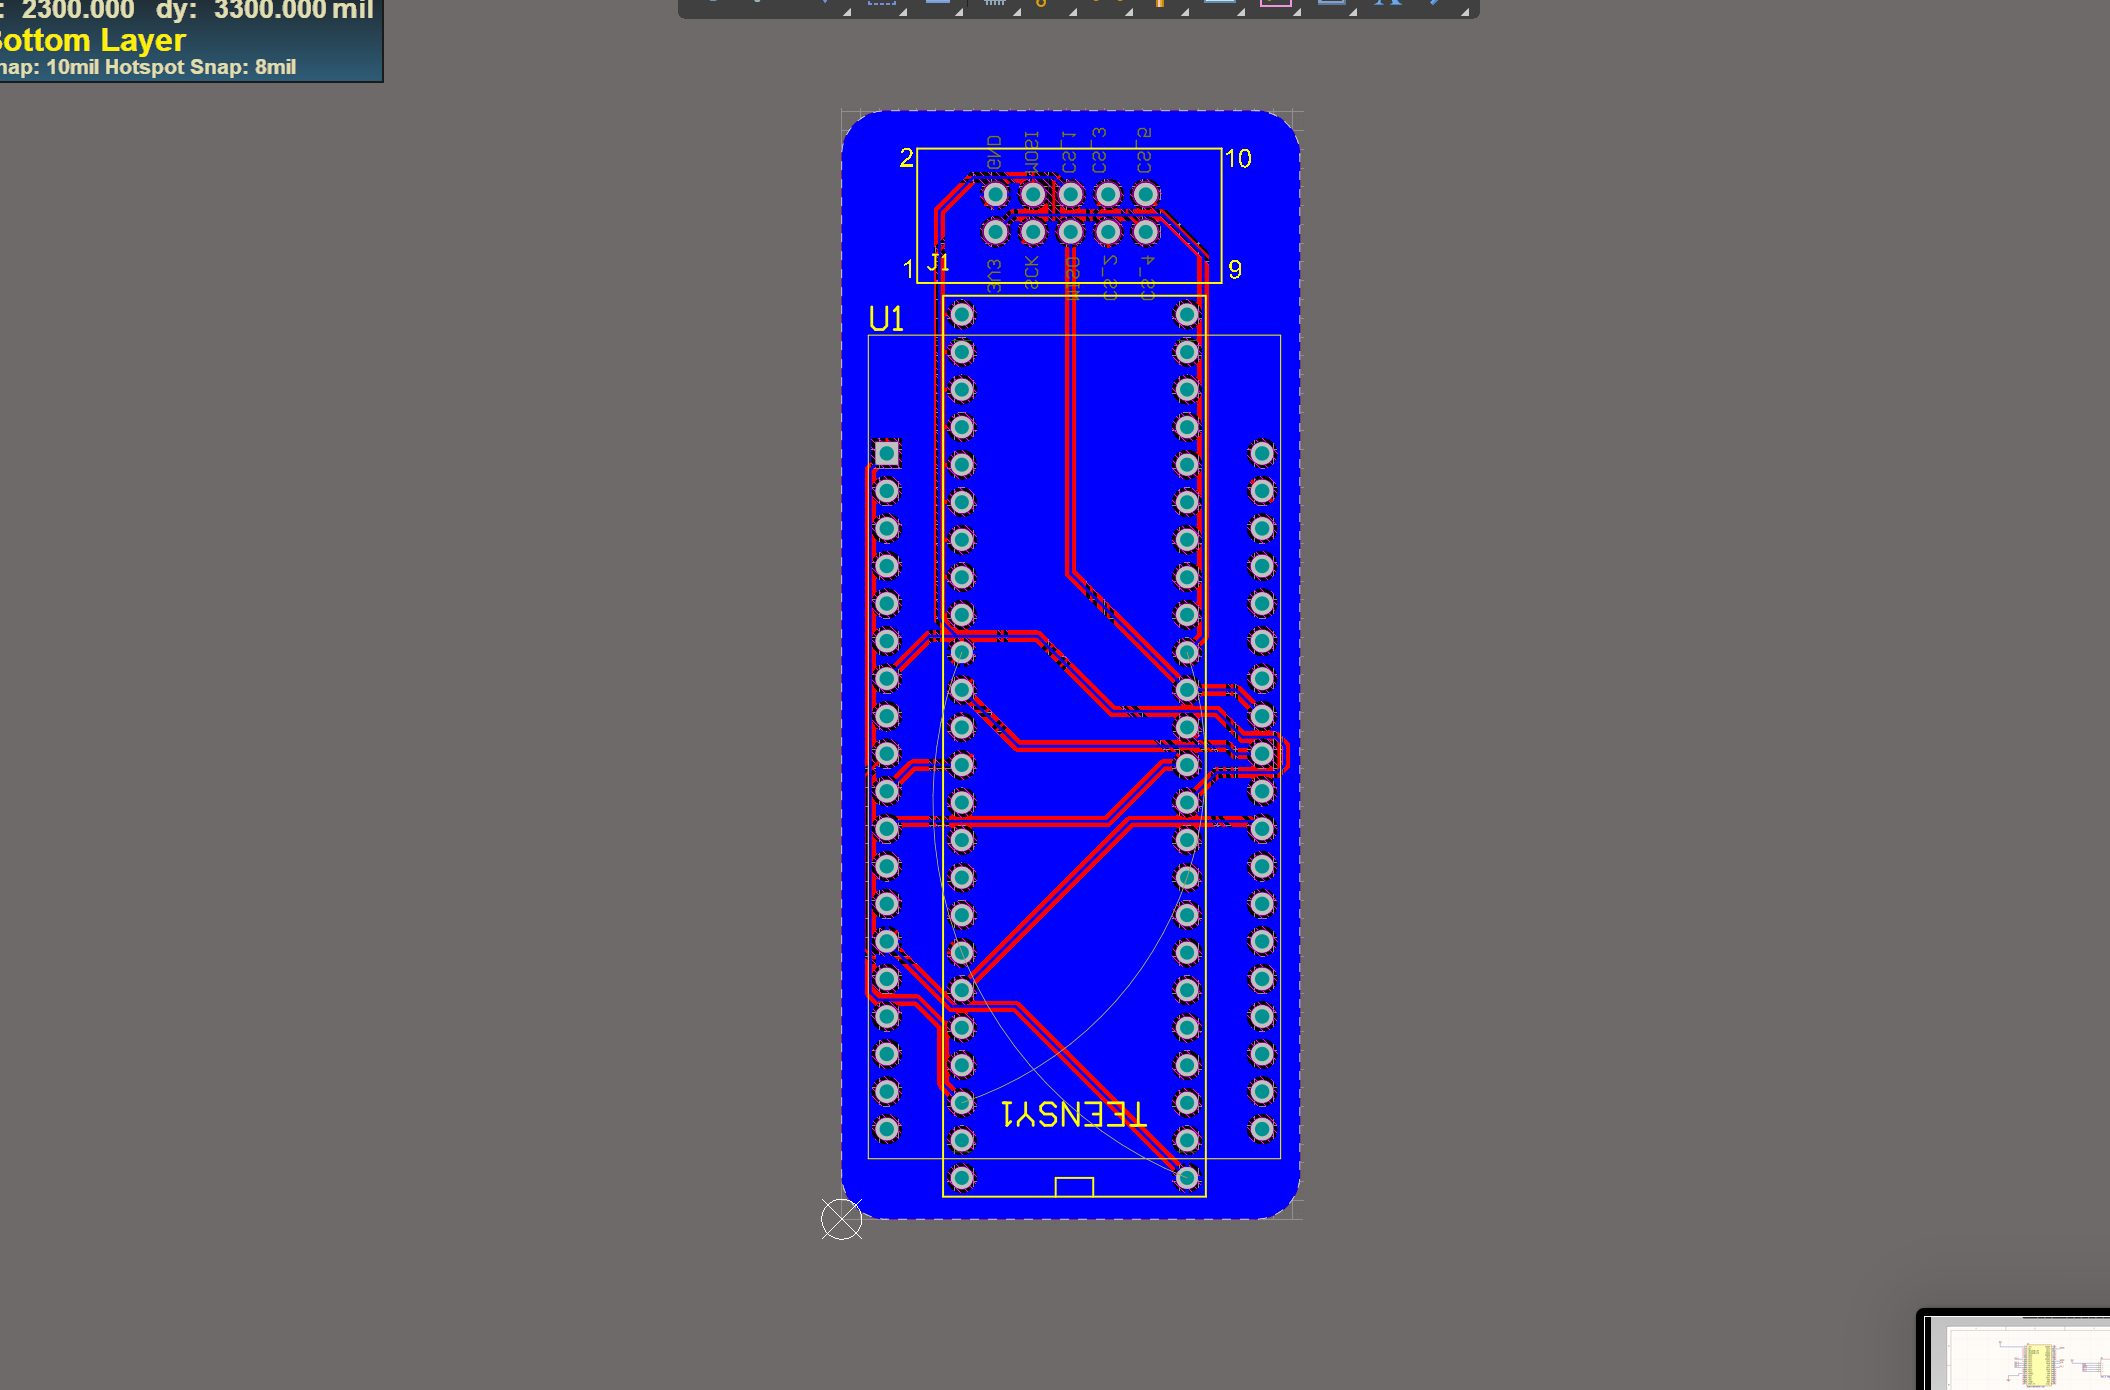 : 2300.000 dy: 3300.000 mil
Bottom Layer
nap: 10mil Hotspot Snap: 8mil
GND MOSI CS_1 CS_3 CS_5
2 10
1 J1 9
3V3 SCK MISO CS_2 CS_4
U1
TEENSY1